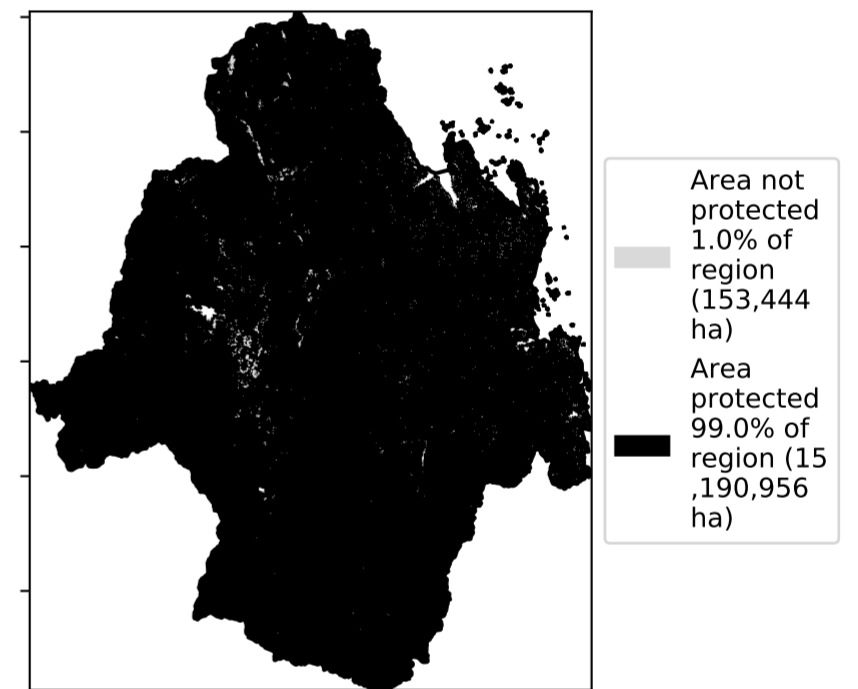 Area not
protected
1.0% of
region
(153,444
ha)
Area
protected
99.0% of
region (15
,190,956
ha)